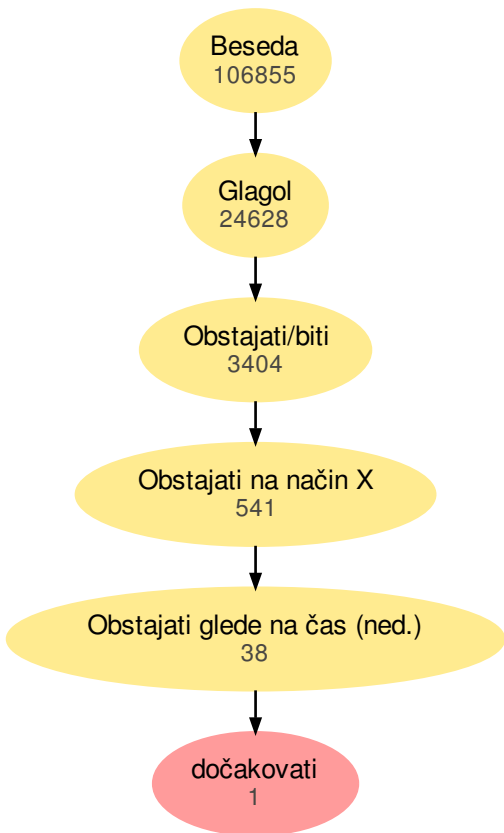 Beseda
106855
Glagol
24628
Obstajati/biti
3404
Obstajati na način X
541
Obstajati glede na čas (ned.)
38
dočakovati
1